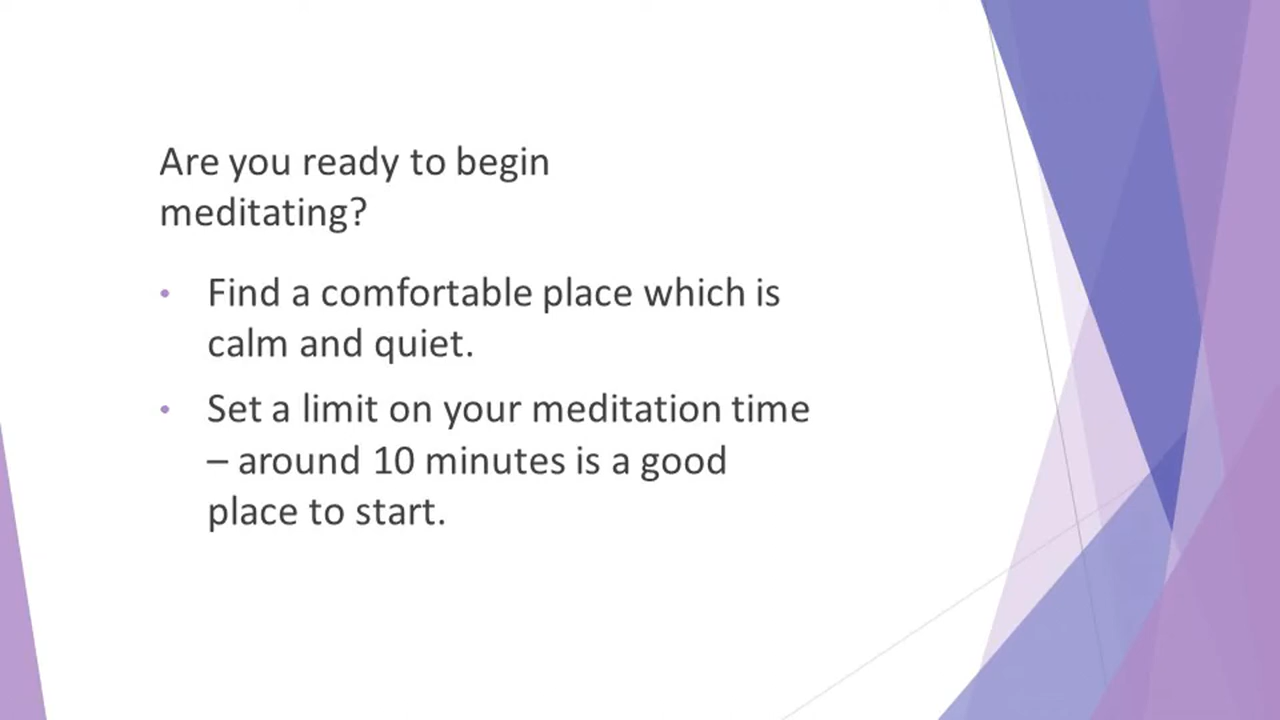 Are you ready to begin
meditating?
• Find a comfortable place which is
calm and quiet.
• Set a limit on your meditation time
– around 10 minutes is a good
place to start.